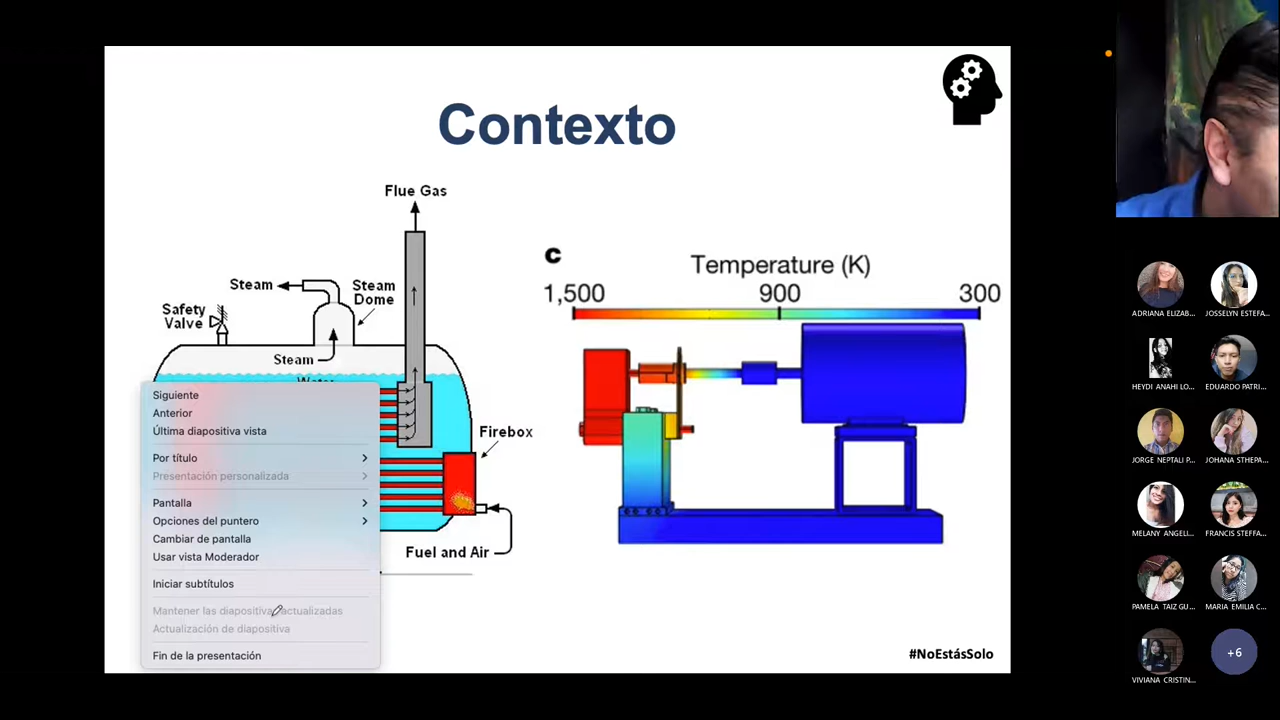 Contexto
Flue Gas
Steam
Steam
Dome
Safety
Valve
Steam
Firebox
Fuel and Air
c
Temperature (K)
1,500 900 300
Siguiente
Anterior
Última diapositiva vista
Por título
Presentación personalizada
Pantalla
Opciones del puntero
Cambiar de pantalla
Usar vista Moderador
Iniciar subtítulos
Mantener las diapositivas actualizadas
Actualización de diapositiva
Fin de la presentación
#NoEstásSolo
ADRIANA ELIZAB...
JOSSELYN ESTEFA...
HEYDI ANAHI LO...
EDUARDO PATRI...
JORGE NEPTALI P...
JOHANA STHEPA...
MELANY ANGELI...
FRANCIS STEFFA...
PAMELA TAIZ GU...
MARIA EMILIA C...
VIVIANA CRISTIN...
+6